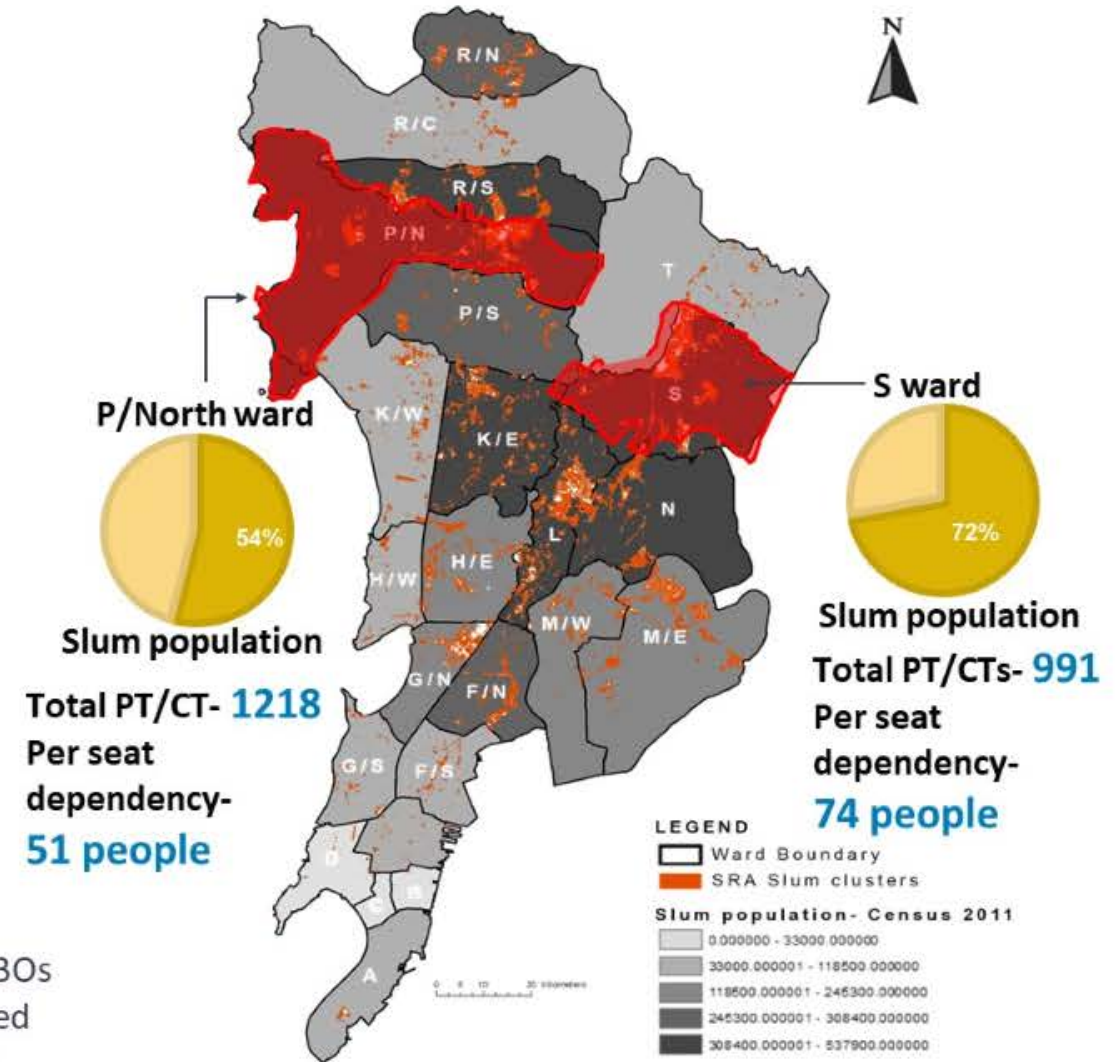 N
R/N
R/C
R/S
P/N
T
P/S
S
P/North ward
54%
Slum population
Total PT/CT- 1218
Per seat
dependency-
51 people
S ward
72%
Slum population
Total PT/CTs- 991
Per seat
dependency-
74 people
K/W
K/E
N
L
H/E
H/W
M/W
M/E
G/N
F/N
G/S
F/S
D
C
B
A
LEGEND
Ward Boundary
SRA Slum clusters
Slum population- Census 2011
0.000000 - 33000.000000
33000.000001 - 118500.000000
118500.000001 - 245300.000000
245300.000001 - 308400.000000
308400.000001 - 537900.000000
BOs
ed